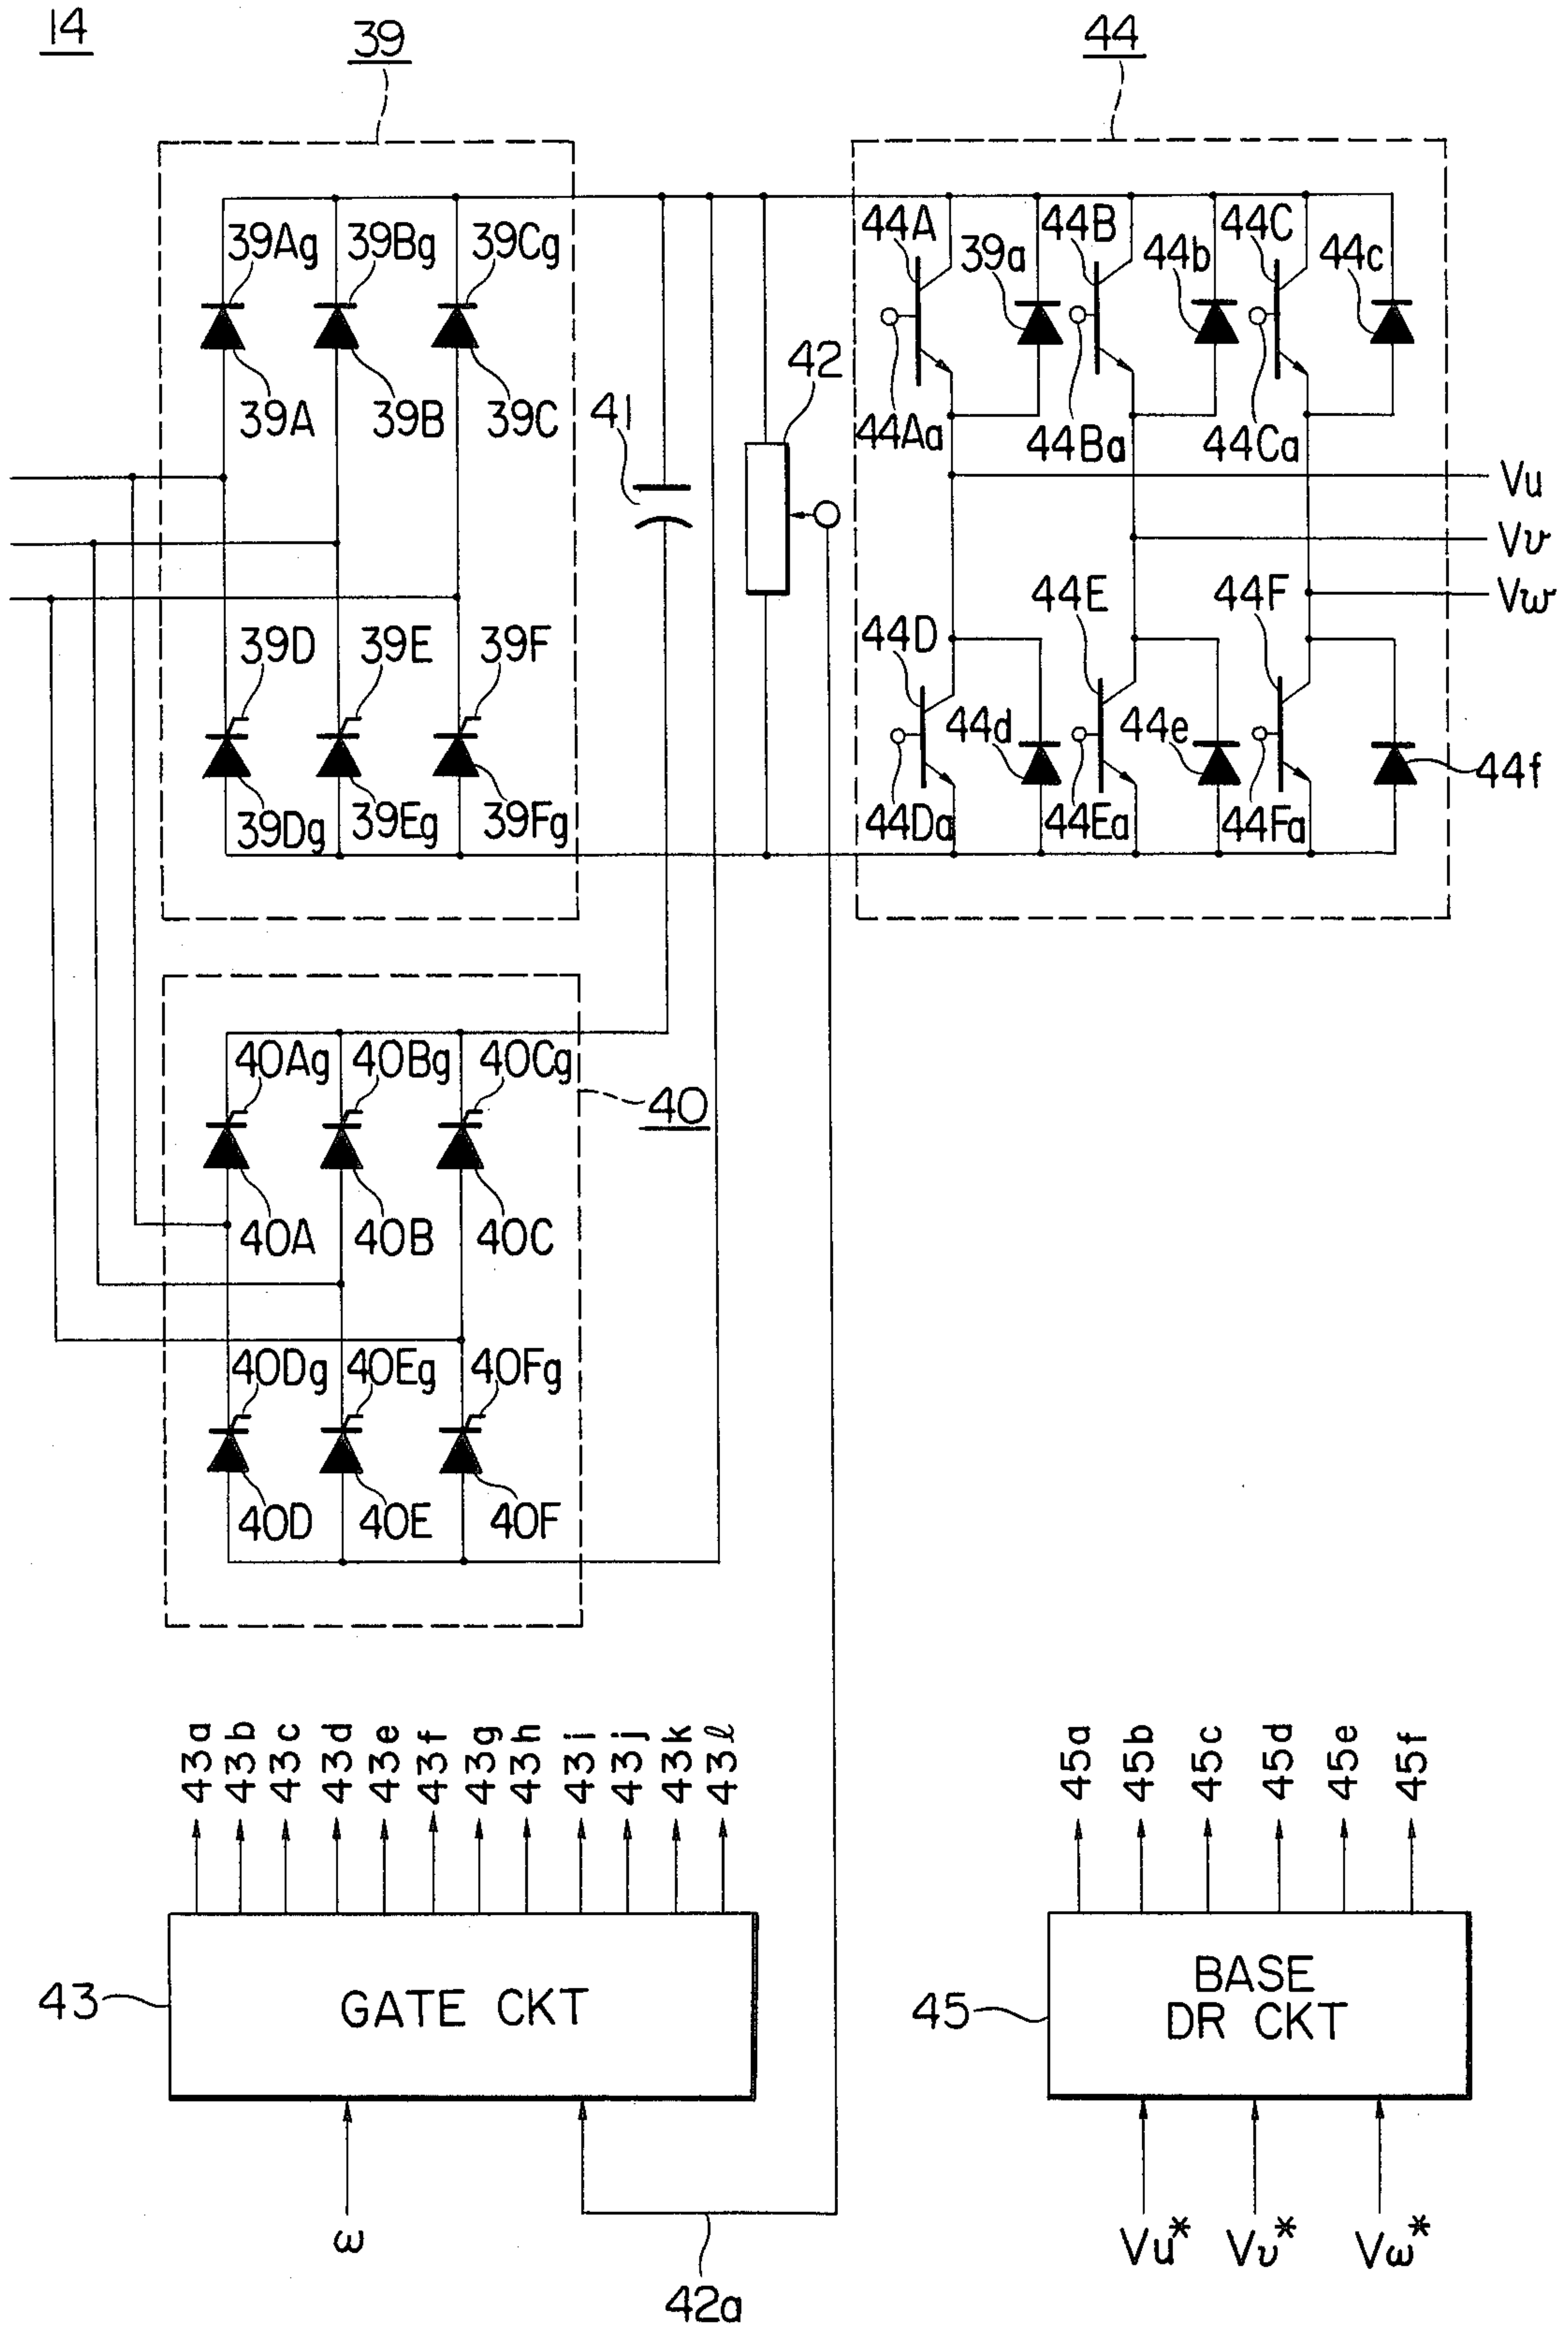 14
39
44
39Ag 39Bg 39Cg
44A 39a 44B 44b 44C 44c
39A 39B 39C
41
42
44Aa 44Ba 44Ca
Vu
Vv
Vw
39D 39E 39F
44D 44E 44F
44d 44e 44f
39Dg 39Eg 39Fg
44Da 44Ea 44Fa
40Ag 40Bg 40Cg
40
40A 40B 40C
40Dg 40Eg 40Fg
40D 40E 40F
43a 43b 43c 43d 43e 43f 43g 43h 43i 43j 43k 43ℓ
45a 45b 45c 45d 45e 45f
43
GATE CKT
45
BASE
DR CKT
ω
42a
Vu* Vv* Vω*